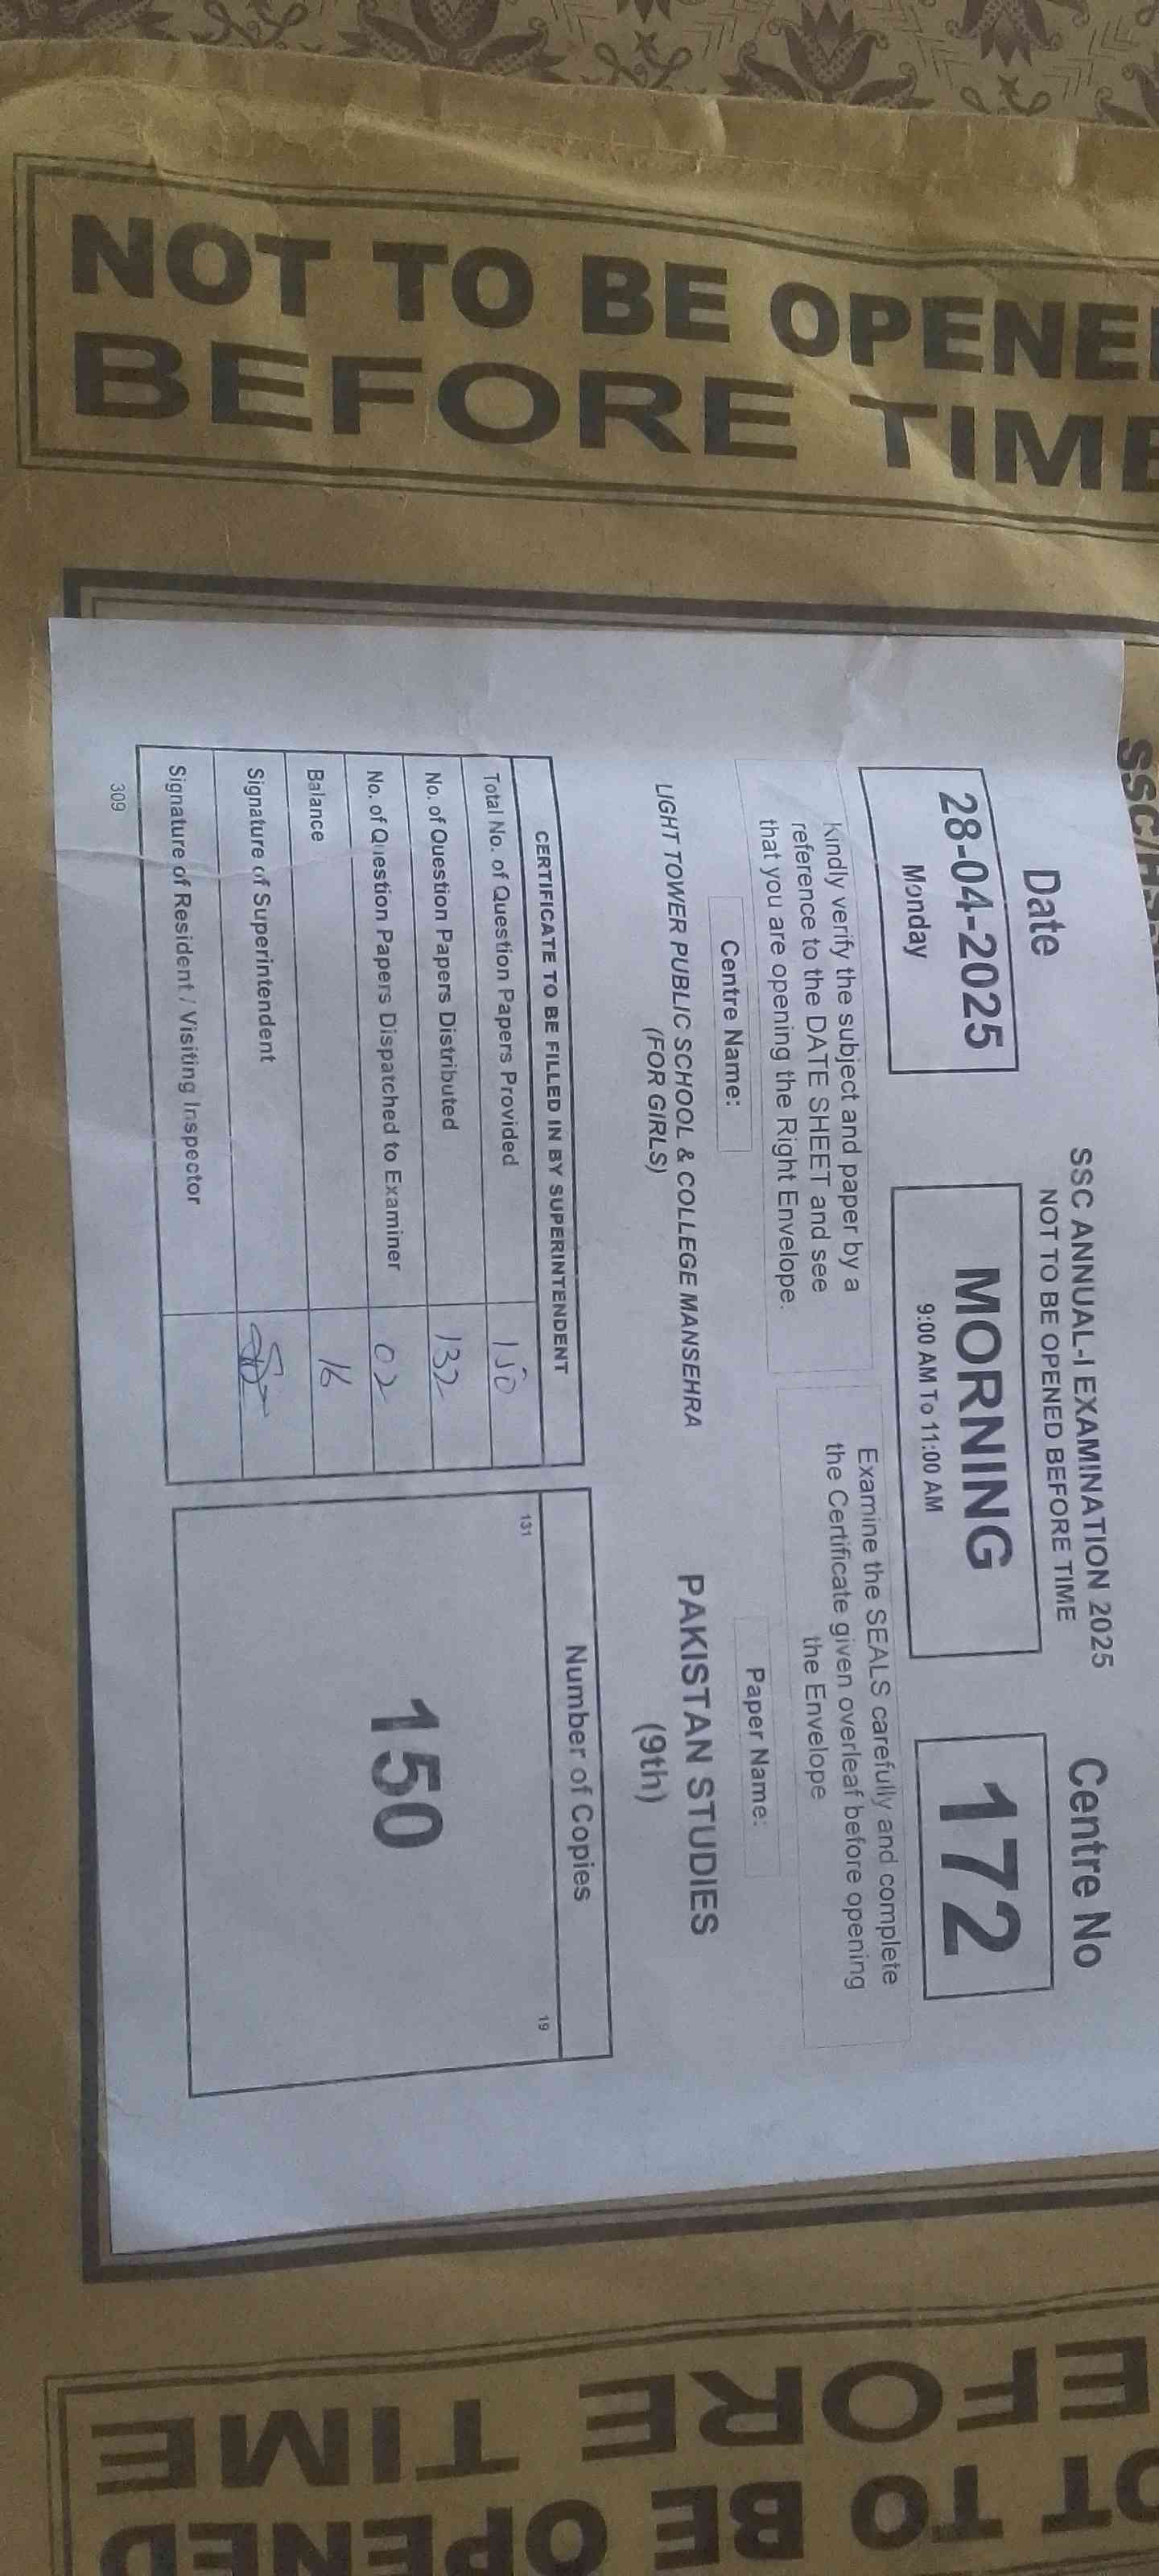 NOT TO BE OPENE
BEFORE TIME
SSC
Date
28-04-2025
Monday
SSC ANNUAL-I EXAMINATION 2025
NOT TO BE OPENED BEFORE TIME
MORNING
9:00 AM To 11:00 AM
Centre No
172
Kindly verify the subject and paper by a
reference to the DATE SHEET and see
that you are opening the Right Envelope.
Examine the SEALS carefully and complete
the Certificate given overleaf before opening
the Envelope
Centre Name:
LIGHT TOWER PUBLIC SCHOOL & COLLEGE MANSEHRA
(FOR GIRLS)
Paper Name:
PAKISTAN STUDIES
(9th)
CERTIFICATE TO BE FILLED IN BY SUPERINTENDENT
Total No. of Question Papers Provided 150
No. of Question Papers Distributed 132
No. of Question Papers Dispatched to Examiner 02
Balance 16
Signature of Superintendent
Signature of Resident / Visiting Inspector
309
Number of Copies
131 19
150
OT TO BE OPENED
EFORE TIME